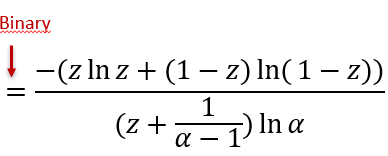 Binary
= −(z ln z + (1 − z) ln( 1 − z)) / (z + 1 / (α − 1)) ln α